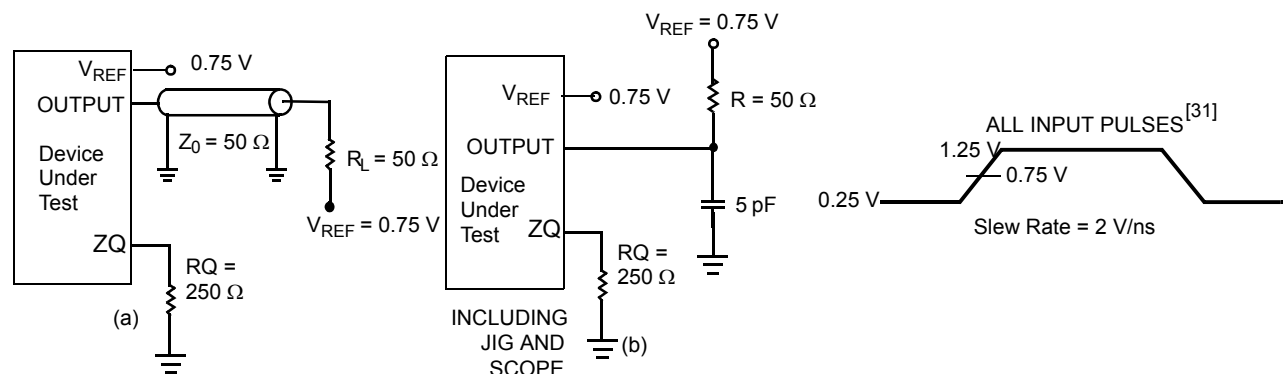 V_REF 0.75 V
OUTPUT
Z0 = 50 Ω
Device
Under
Test
R_L = 50 Ω
V_REF = 0.75 V
ZQ
RQ =
250 Ω
(a)
V_REF = 0.75 V
R = 50 Ω
V_REF 0.75 V
OUTPUT
Device
Under
Test
5 pF
ZQ
RQ =
250 Ω
INCLUDING
JIG AND
SCOPE
(b)
ALL INPUT PULSES[31]
1.25 V
0.75 V
0.25 V
Slew Rate = 2 V/ns